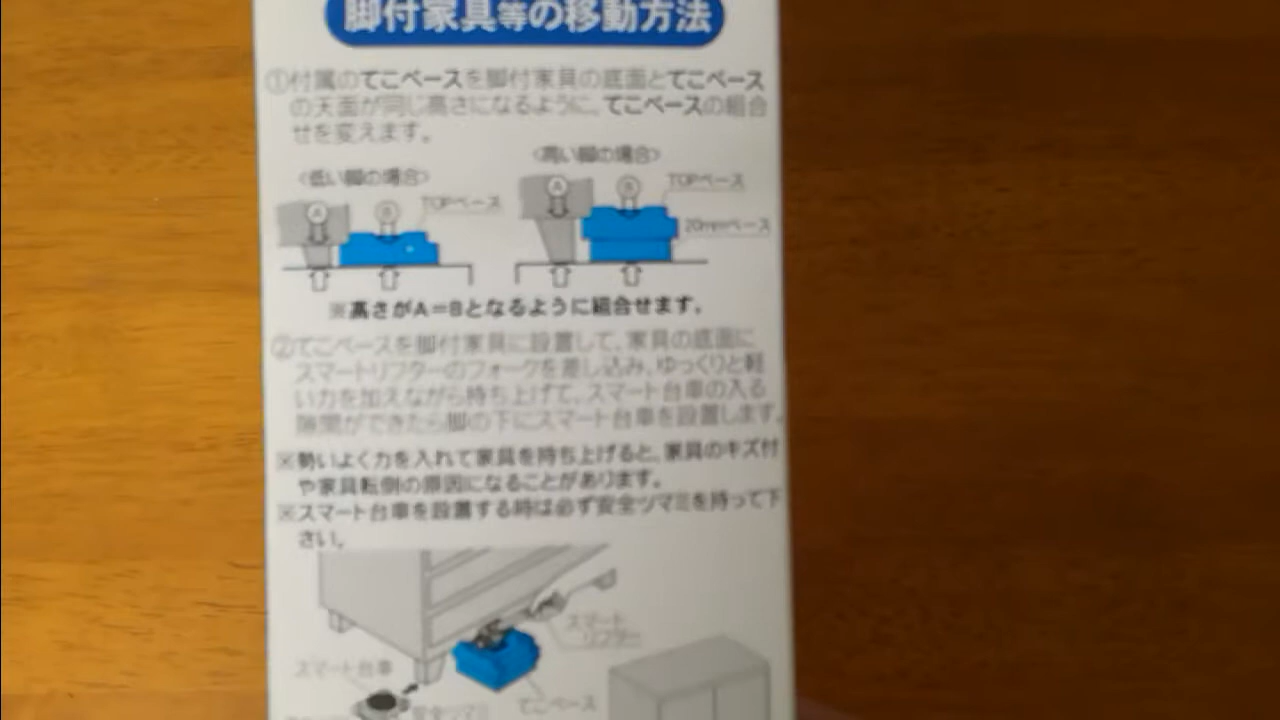 脚付家具等の移動方法
①付属のてこベースを脚付家具の底面とてこベース
の天面が同じ高さになるように、てこベースの組合
せを変えます。
<低い脚の場合>
<高い脚の場合>
A
B
TOPベース
A
B
TOPベース
20mmベース
※高さがA=Bとなるように組合せます。
②てこベースを脚付家具に設置して、家具の底面に
スマートリフターのフォークを差し込み、ゆっくりと軽
い力を加えながら持ち上げて、スマート台車の入る
隙間ができたら脚の下にスマート台車を設置します。
※勢いよく力を入れて家具を持ち上げると、家具のキズ付
や家具転倒の原因になることがあります。
※スマート台車を設置する時は必ず安全ツマミを持って下
さい。
スマート
リフター
スマート台車
てこベース
安全ツマミ